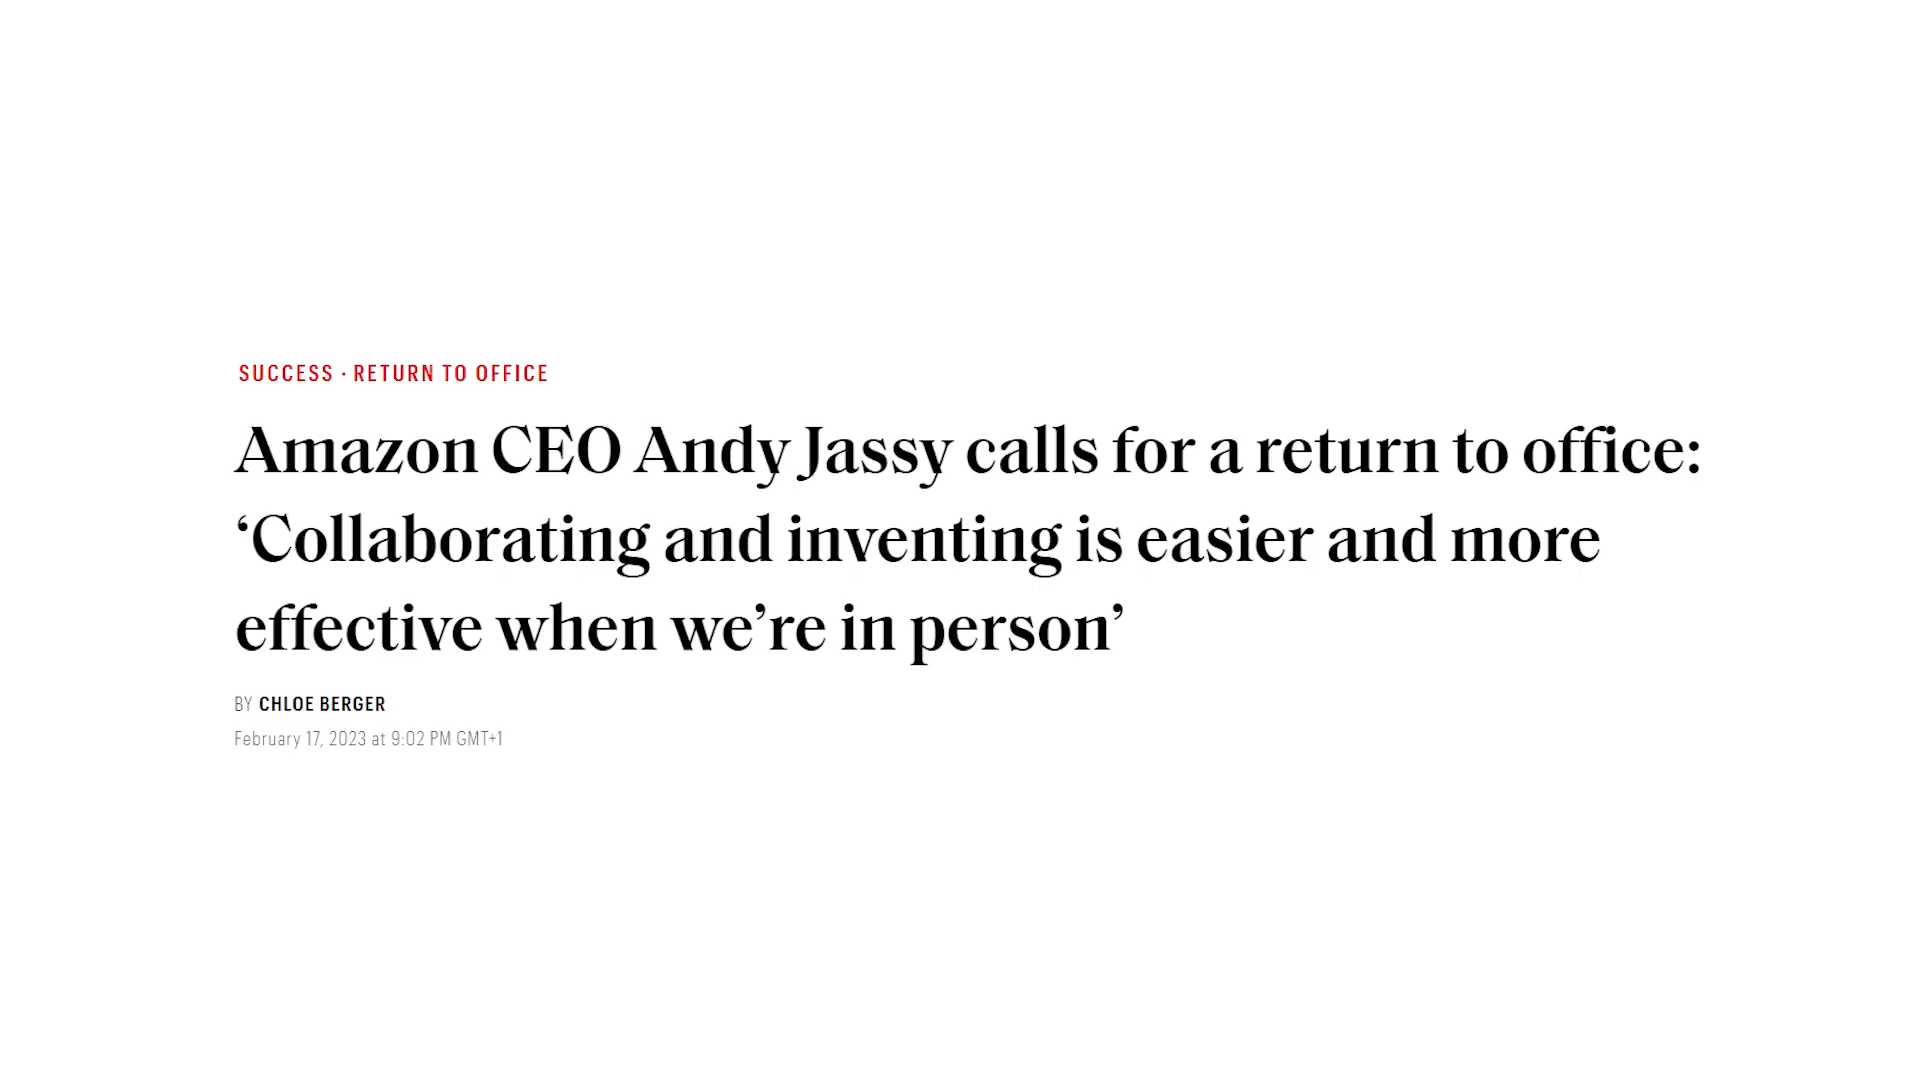 SUCCESS · RETURN TO OFFICE
Amazon CEO Andy Jassy calls for a return to office:
‘Collaborating and inventing is easier and more
effective when we’re in person’
BY CHLOE BERGER
February 17, 2023 at 9:02 PM GMT+1